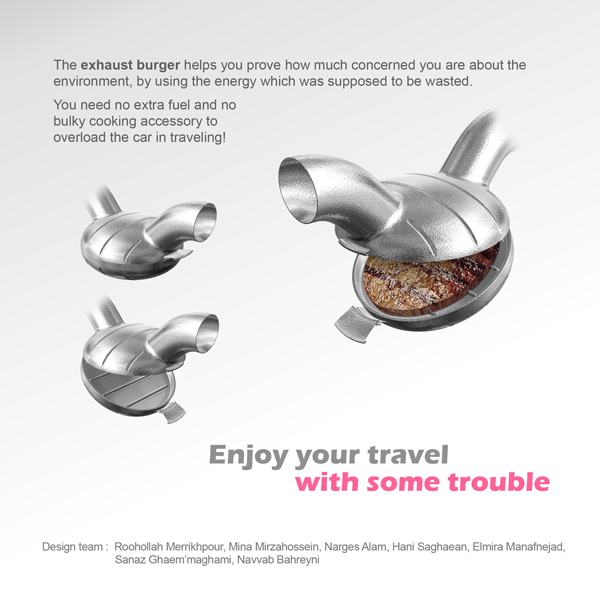 The exhaust burger helps you prove how much concerned you are about the
environment, by using the energy which was supposed to be wasted.
You need no extra fuel and no
bulky cooking accessory to
overload the car in traveling!
Enjoy your travel
with some trouble
Design team : Roohollah Merrikhpour, Mina Mirzahossein, Narges Alam, Hani Saghaean, Elmira Manafnejad,
Sanaz Ghaem'maghami, Navvab Bahreyni